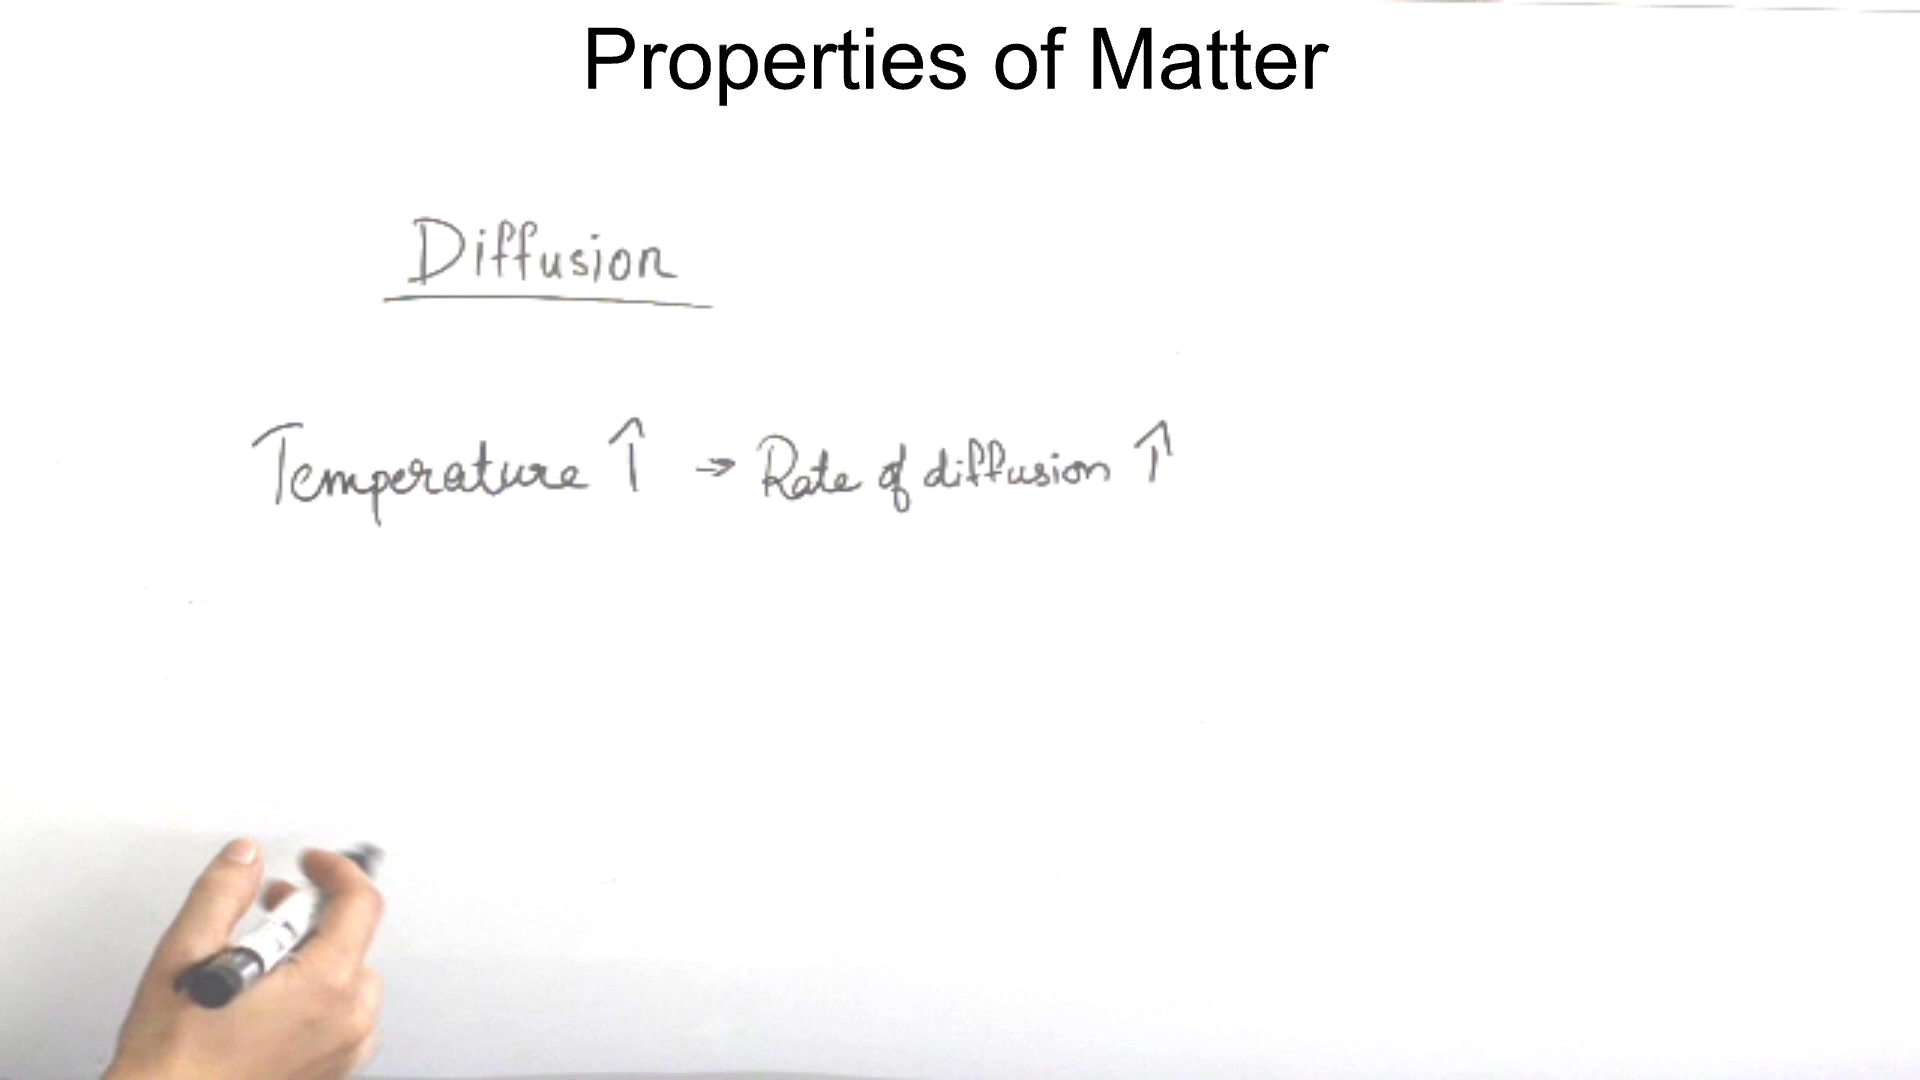 Properties of Matter
Diffusion
Temperature ↑ → Rate of diffusion ↑